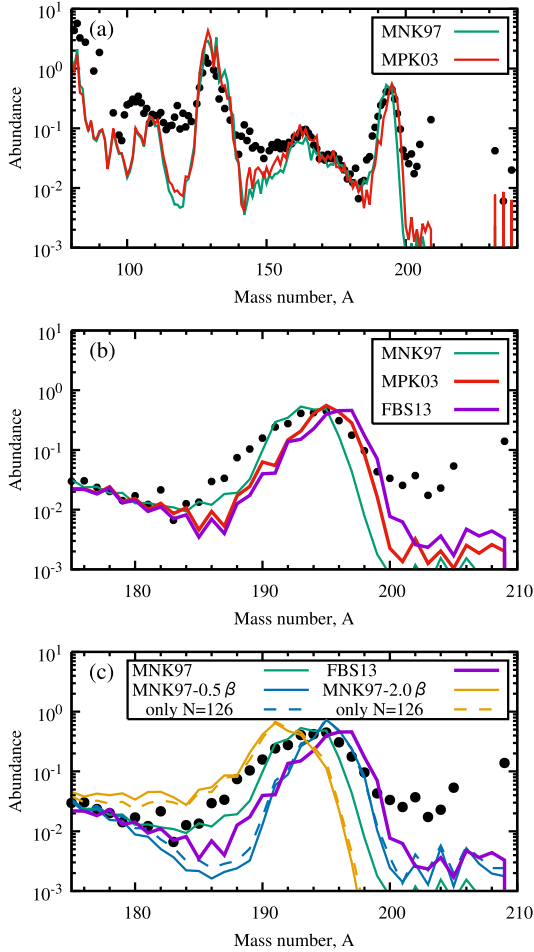 (a)
MNK97
MPK03
Abundance
10^1
10^0
10^-1
10^-2
10^-3
100 150 200
Mass number, A
(b)
MNK97
MPK03
FBS13
Abundance
10^1
10^0
10^-1
10^-2
10^-3
180 190 200 210
Mass number, A
(c)
MNK97 FBS13
MNK97-0.5 β MNK97-2.0 β
only N=126 only N=126
Abundance
10^1
10^0
10^-1
10^-2
10^-3
180 190 200 210
Mass number, A